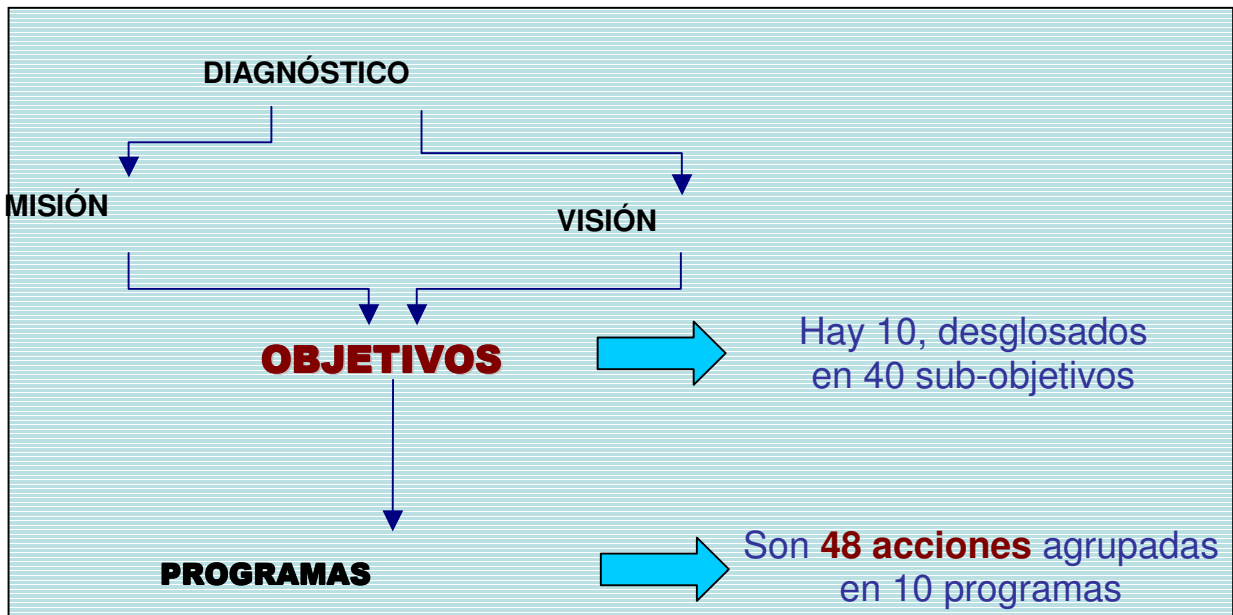 DIAGNÓSTICO
MISIÓN
VISIÓN
OBJETIVOS
Hay 10, desglosados
en 40 sub-objetivos
PROGRAMAS
Son 48 acciones agrupadas
en 10 programas